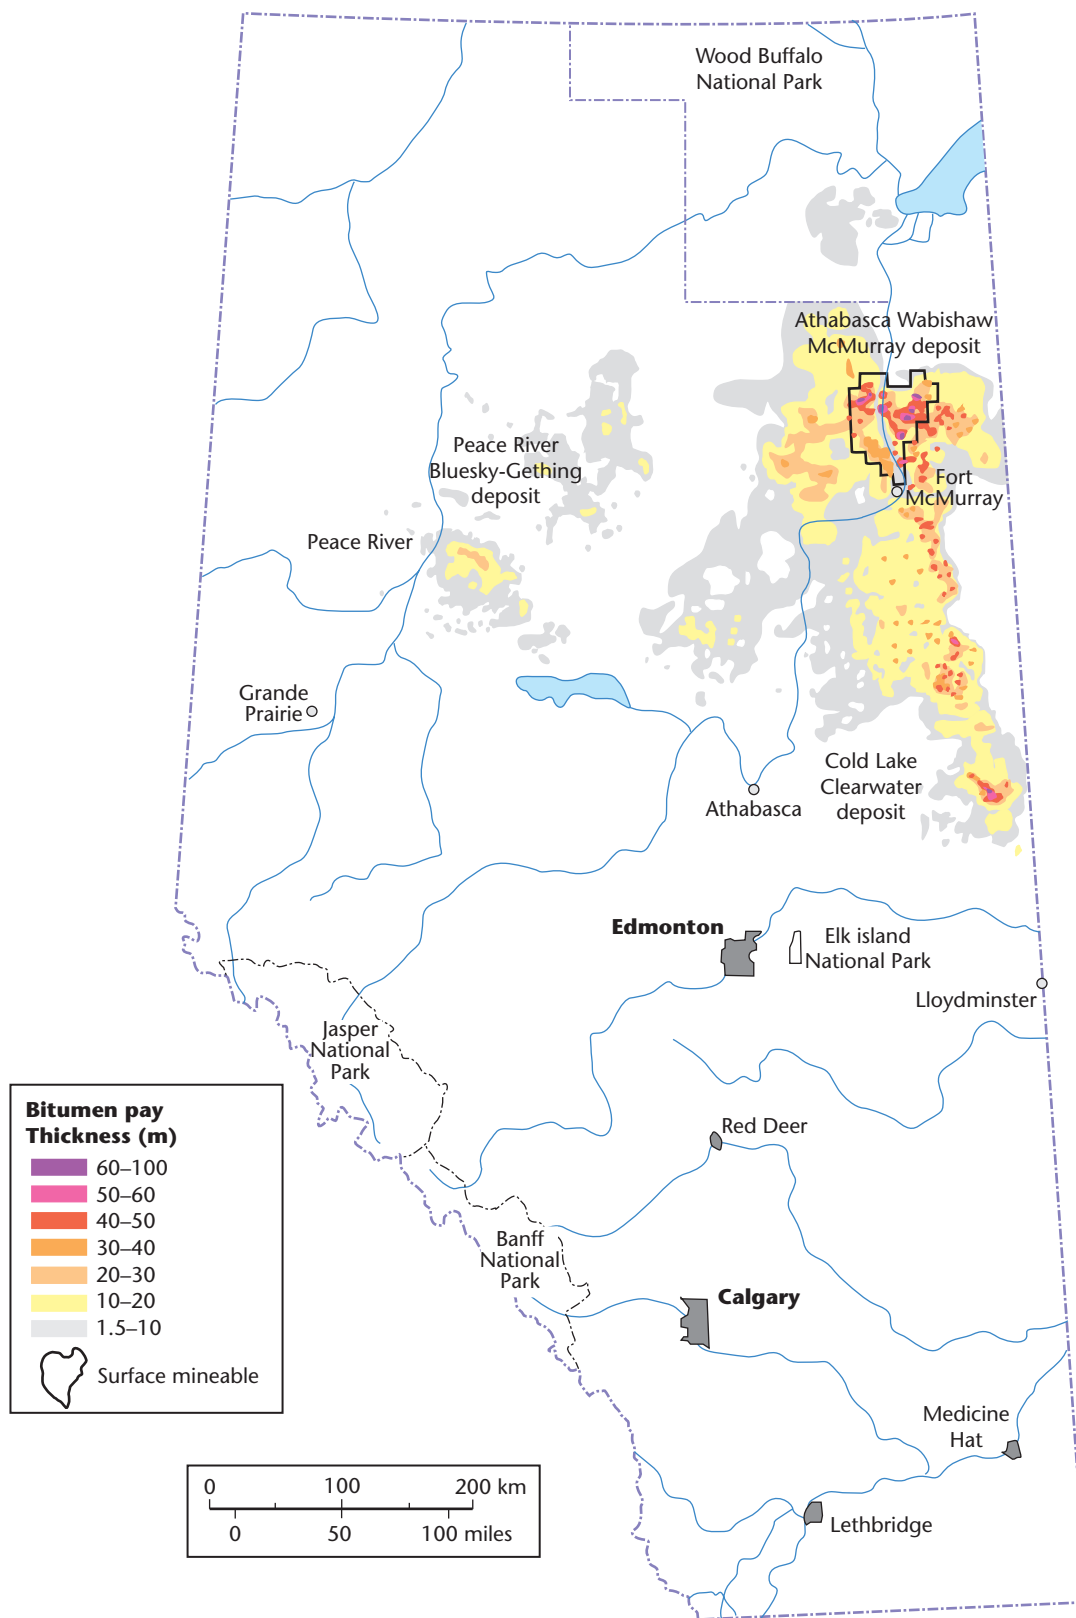 Wood Buffalo
National Park
Athabasca Wabishaw
McMurray deposit
Peace River
Bluesky-Gething
deposit
Fort
McMurray
Peace River
Grande
Prairie
Cold Lake
Clearwater
deposit
Athabasca
Edmonton
Elk island
National Park
Lloydminster
Jasper
National
Park
Bitumen pay
Thickness (m)
60–100
50–60
40–50
30–40
20–30
10–20
1.5–10
Surface mineable
Red Deer
Banff
National
Park
Calgary
Medicine
Hat
Lethbridge
0 100 200 km
0 50 100 miles